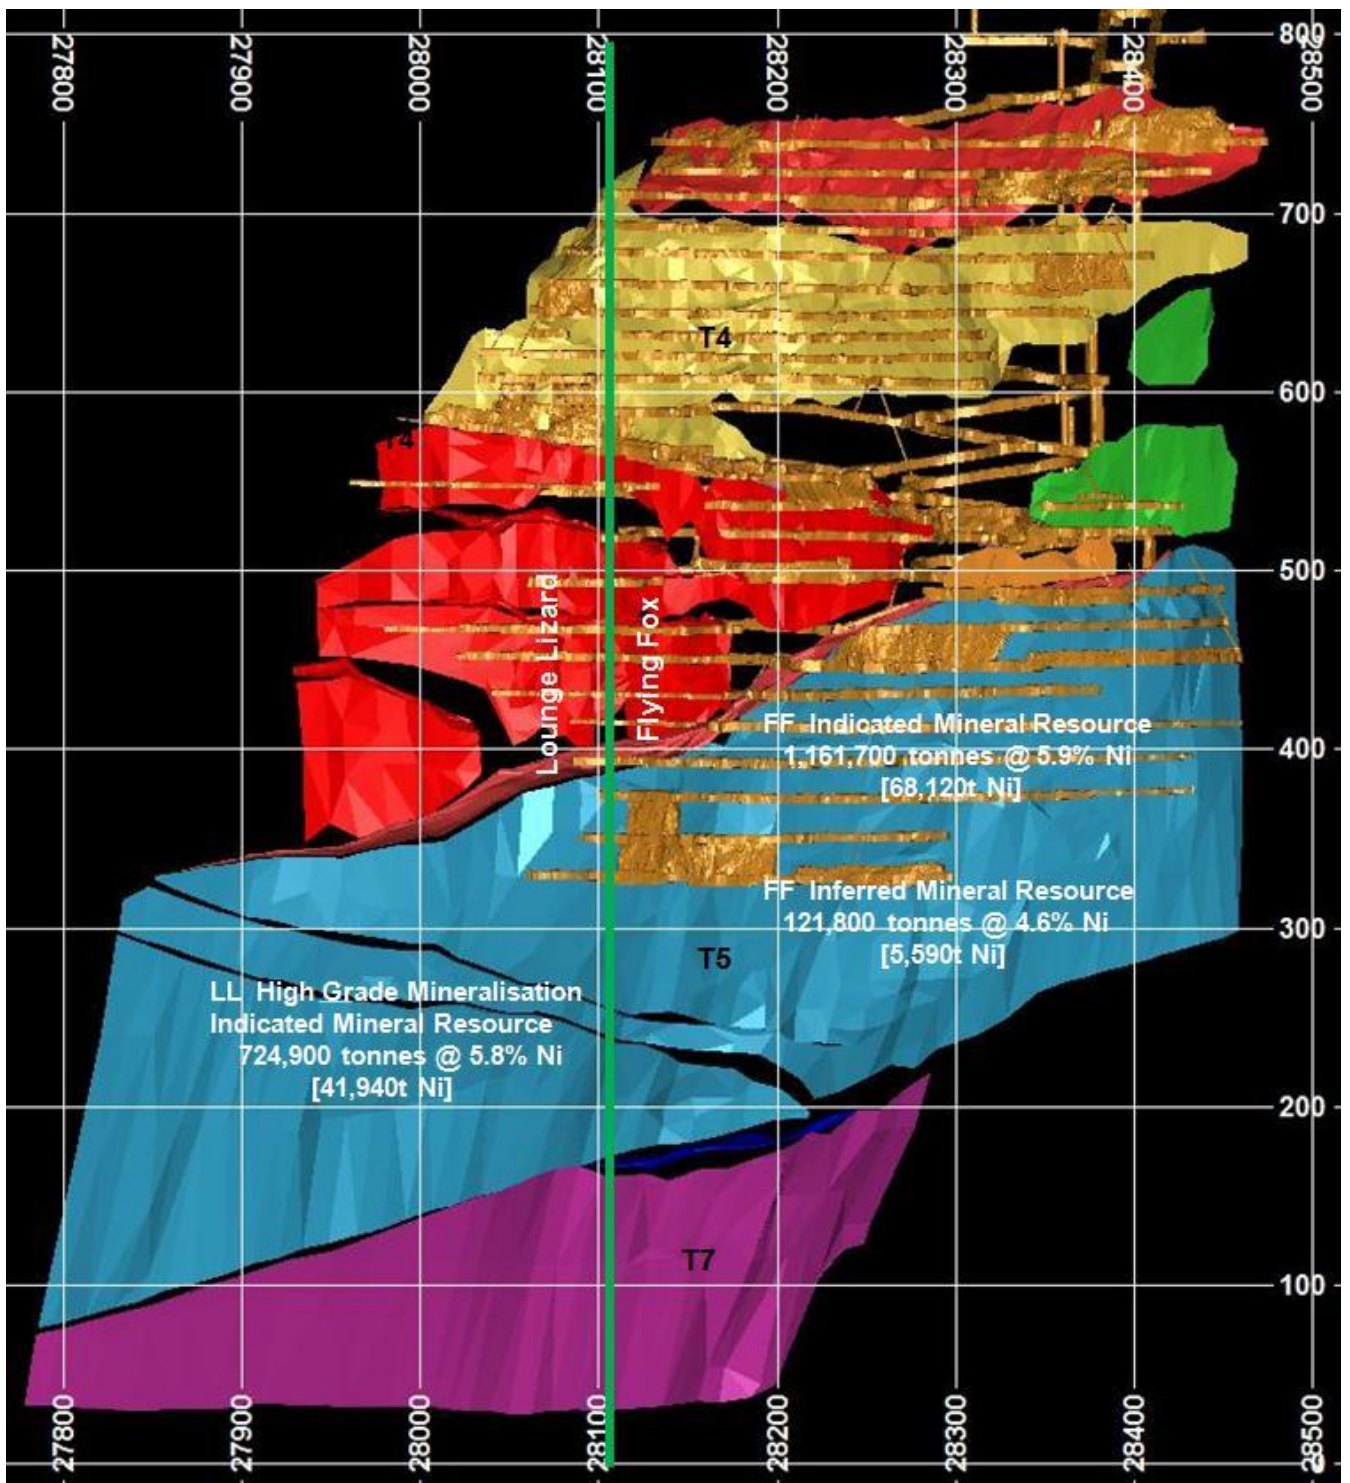 27800
27900
28000
28100
28200
28300
28400
28500
800
700
T4
600
T4
500
Lounge Lizard
Flying Fox
FF Indicated Mineral Resource
1,161,700 tonnes @ 5.9% Ni
[68,120t Ni]
400
FF Inferred Mineral Resource
121,800 tonnes @ 4.6% Ni
[5,590t Ni]
300
T5
LL High Grade Mineralisation
Indicated Mineral Resource
724,900 tonnes @ 5.8% Ni
[41,940t Ni]
200
T7
100
27800
27900
28000
28100
28200
28300
28400
28500
0